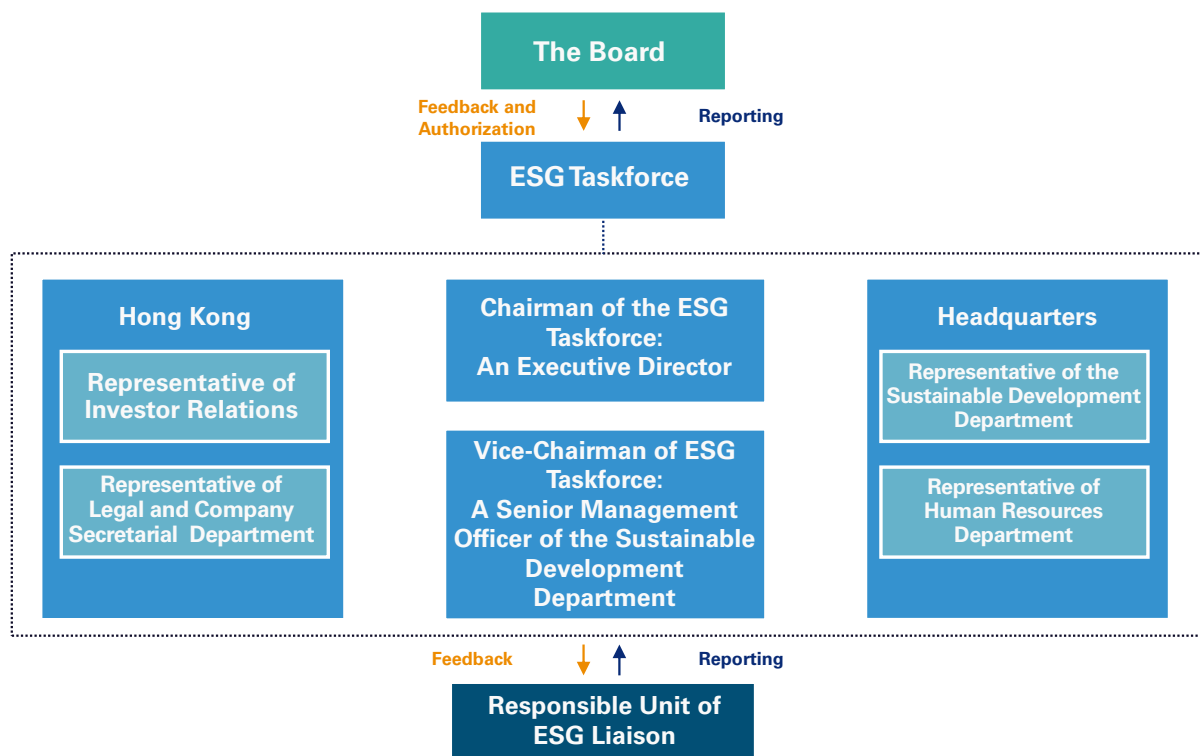 The Board
Feedback and
Authorization
Reporting
ESG Taskforce
Hong Kong
Representative of
Investor Relations
Representative of
Legal and Company
Secretarial Department
Chairman of the ESG
Taskforce:
An Executive Director
Vice-Chairman of ESG
Taskforce:
A Senior Management
Officer of the Sustainable
Development
Department
Headquarters
Representative of the
Sustainable Development
Department
Representative of
Human Resources
Department
Feedback
Reporting
Responsible Unit of
ESG Liaison